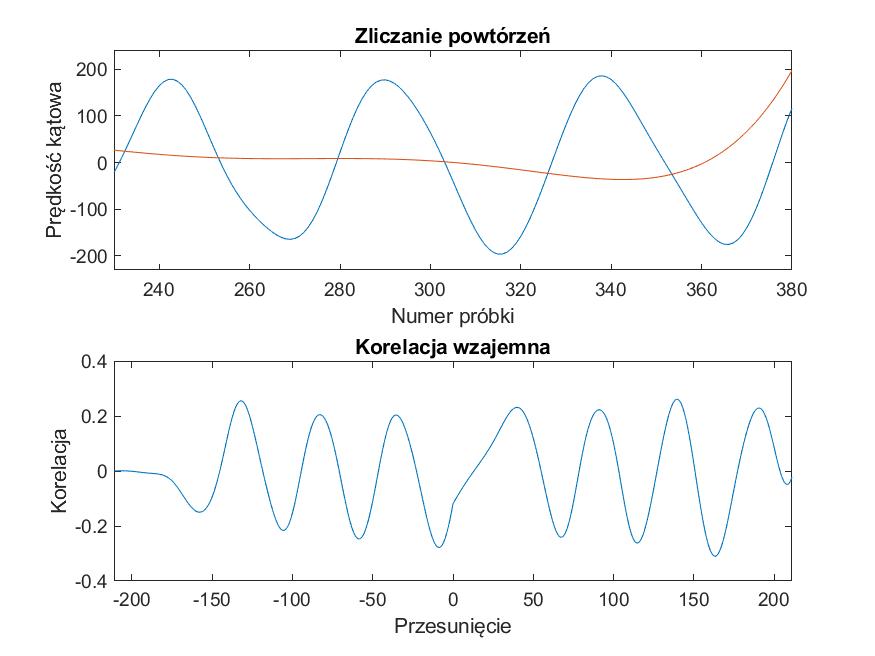 Zliczanie powtórzeń
200
100
0
-100
-200
Prędkość kątowa
240 260 280 300 320 340 360 380
Numer próbki
Korelacja wzajemna
0.4
0.2
0
-0.2
-0.4
Korelacja
-200 -150 -100 -50 0 50 100 150 200
Przesunięcie